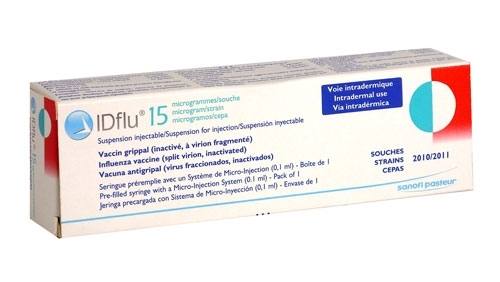 IDflu® 15
microgrammes/souche
microgram/strain
microgramos/cepa
Voie intradermique
Intradermal use
Via intradérmica
Suspension injectable/Suspension for injection/Suspensión inyectable
Vaccin grippal (inactivé, à virion fragmenté)
Influenza vaccine (split virion, inactivated)
Vacuna antigripal (virus fraccionados, inactivados)
Seringue préremplie avec un Système de Micro-Injection (0,1 ml) - Boîte de 1
Pre-filled syringe with a Micro-Injection System (0.1 ml) - Pack of 1
Jeringa precargada con Sistema de Micro-Inyección (0,1 ml) - Envase de 1
SOUCHES
STRAINS 2010/2011
CEPAS
sanofi pasteur
IDflu® 15